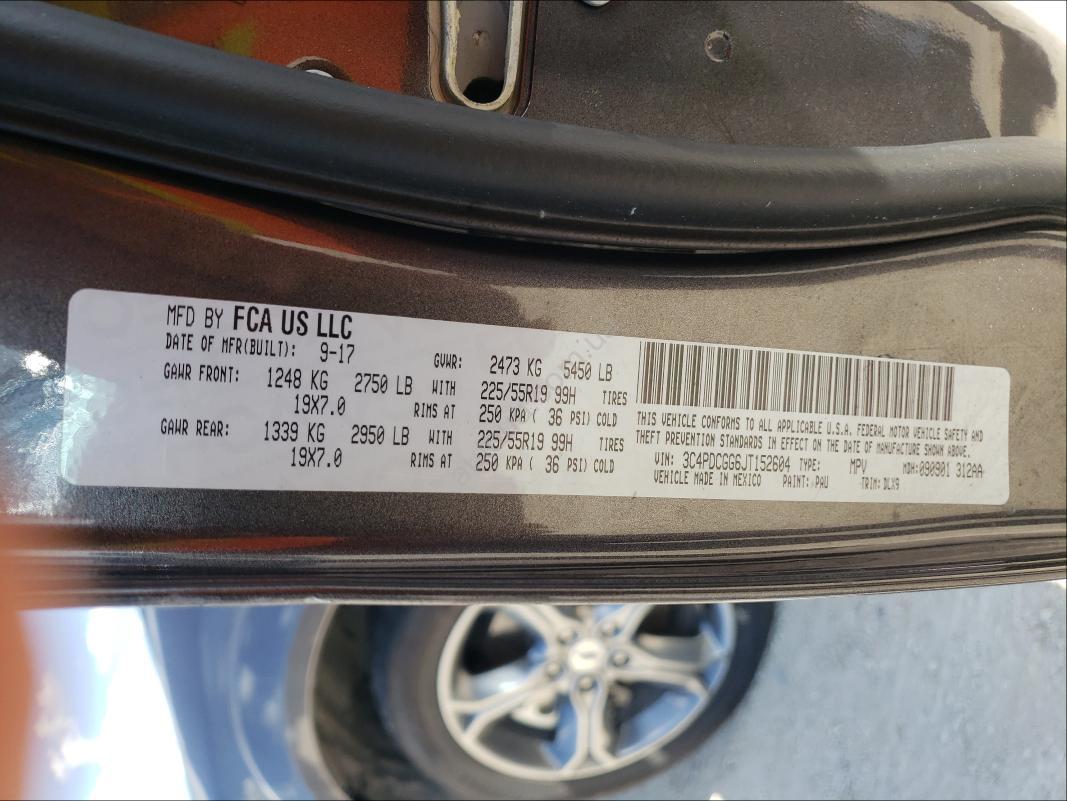 MFD BY FCA US LLC
DATE OF MFR(BUILT): 9-17 GVWR: 2473 KG 5450 LB
GAWR FRONT: 1248 KG 2750 LB WITH 225/55R19 99H TIRES
19X7.0 RIMS AT 250 KPA ( 36 PSI) COLD
GAWR REAR: 1339 KG 2950 LB WITH 225/55R19 99H TIRES
19X7.0 RIMS AT 250 KPA ( 36 PSI) COLD
THIS VEHICLE CONFORMS TO ALL APPLICABLE U.S.A. FEDERAL MOTOR VEHICLE SAFETY AND
THEFT PREVENTION STANDARDS IN EFFECT ON THE DATE OF MANUFACTURE SHOWN ABOVE.
VIN: 3C4PDCGG6JT152604 TYPE: MPV MDH: 090901 312AA
VEHICLE MADE IN MEXICO PAINT: PAU TRIM: DLX9